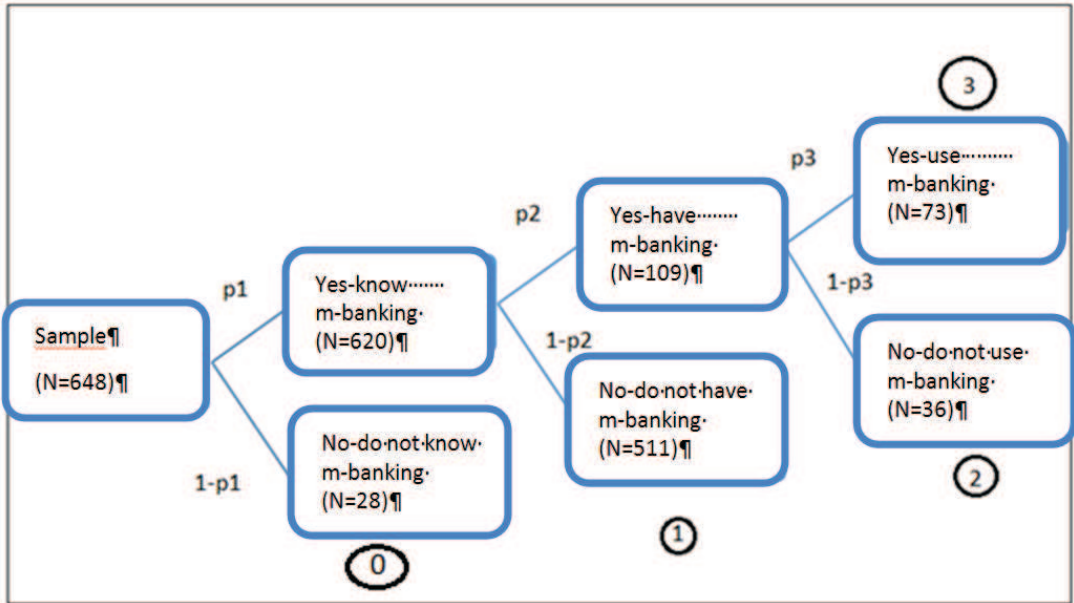 3
Yes-use··········
m-banking·
(N=73)¶
p3
Yes-have········
m-banking·
(N=109)¶
p2
1-p3
Yes-know·······
m-banking·
(N=620)¶
p1
Sample¶
(N=648)¶
1-p2
No-do·not·use·
m-banking·
(N=36)¶
2
No-do·not·have·
m-banking·
(N=511)¶
1
No-do·not·know·
m-banking·
(N=28)¶
1-p1
0